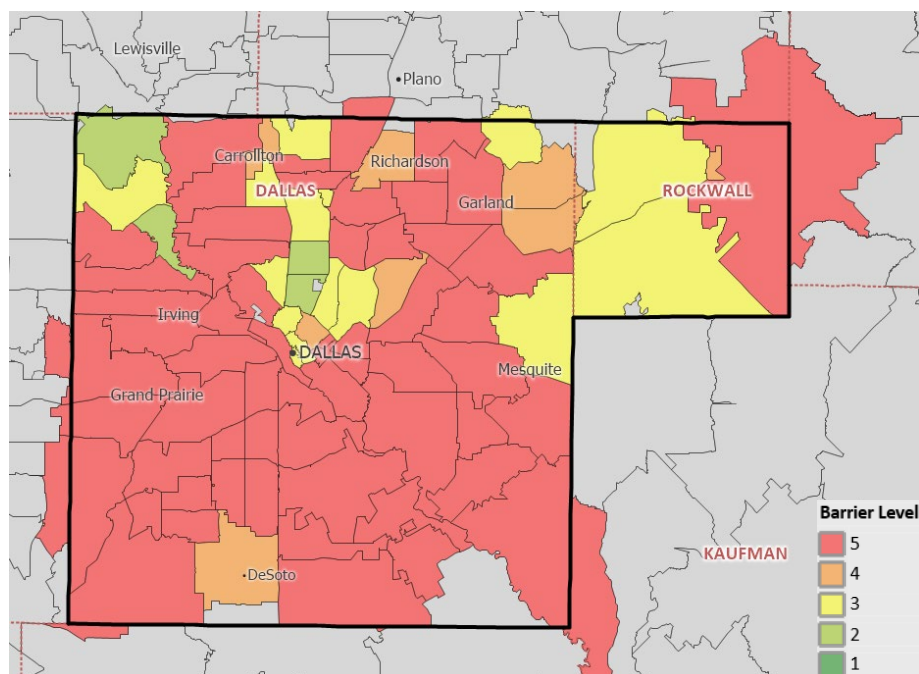 Lewisville
Plano
Carrollton
Richardson
DALLAS
ROCKWALL
Garland
Irving
DALLAS
Mesquite
Grand Prairie
KAUFMAN
DeSoto
Barrier Level
5
4
3
2
1